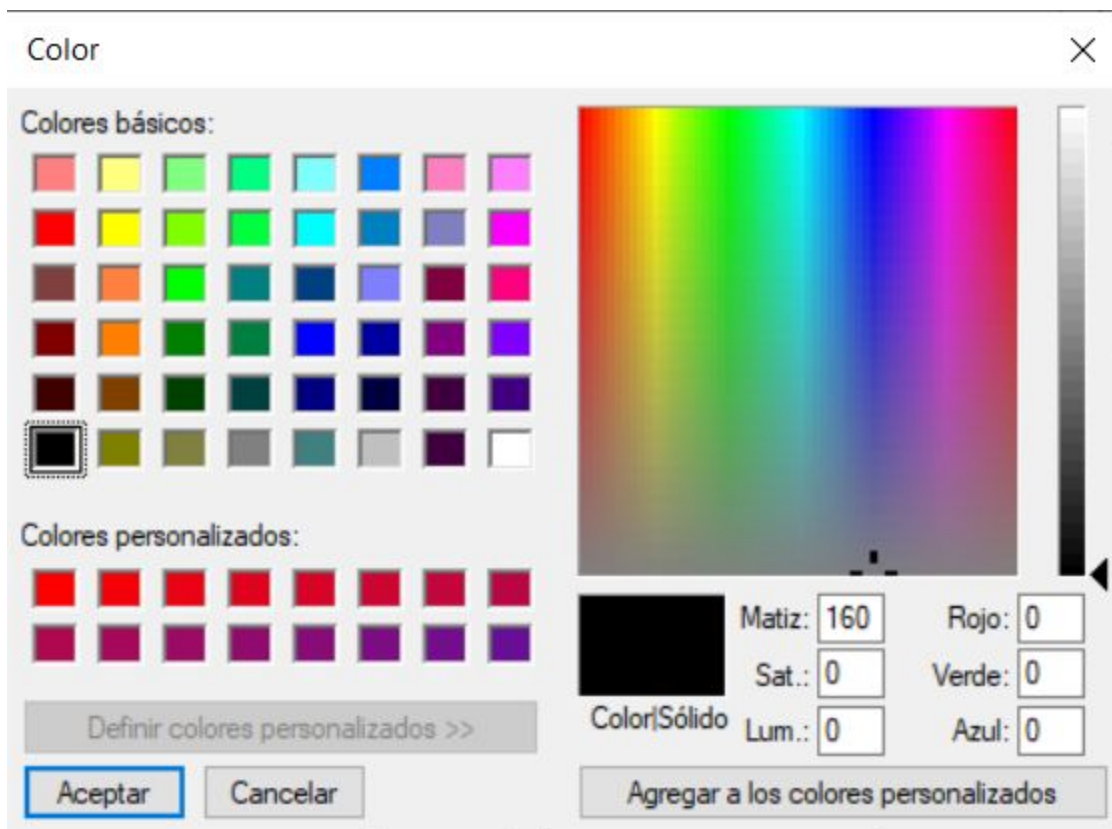 Color
Colores básicos:
Colores personalizados:
Definir colores personalizados >>
Aceptar
Cancelar
Color|Sólido
Matiz: 160
Sat.: 0
Lum.: 0
Rojo: 0
Verde: 0
Azul: 0
Agregar a los colores personalizados